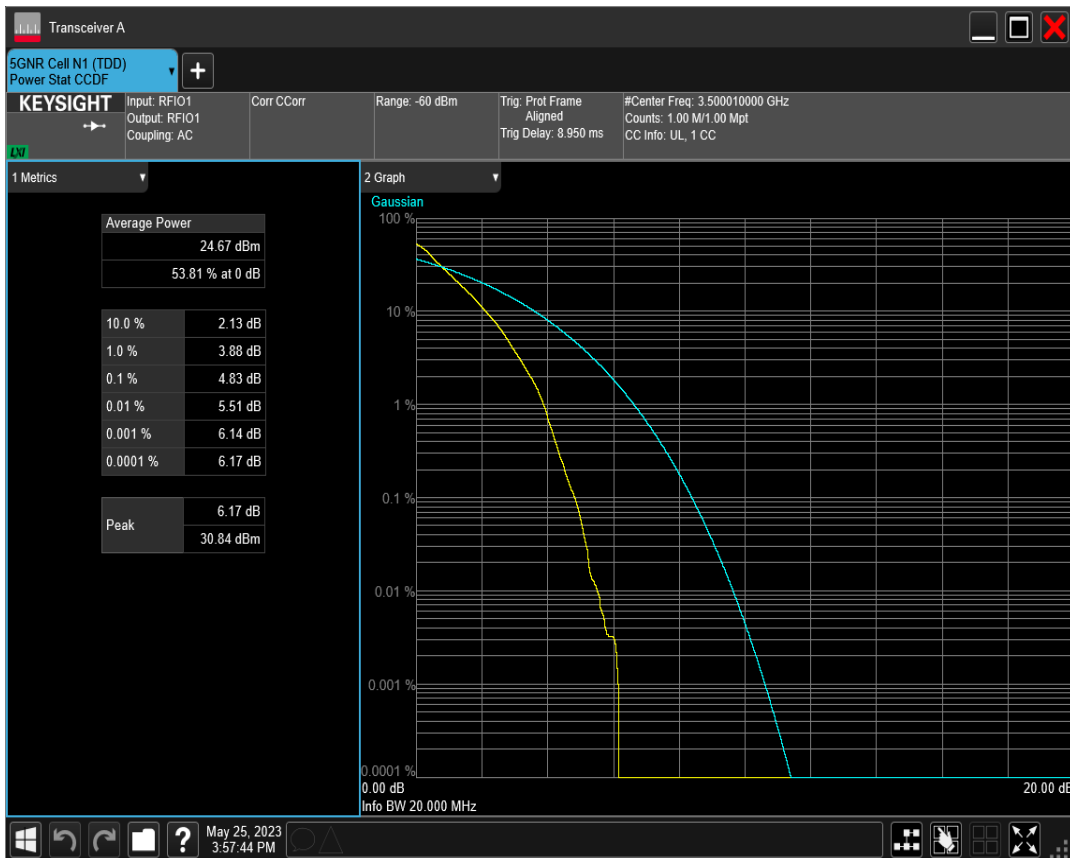 Transceiver A
5GNR Cell N1 (TDD)
Power Stat CCDF
+
KEYSIGHT
LXI
Input: RFIO1
Output: RFIO1
Coupling: AC
Corr CCorr
Range: -60 dBm
Trig: Prot Frame
Aligned
Trig Delay: 8.950 ms
#Center Freq: 3.500010000 GHz
Counts: 1.00 M/1.00 Mpt
CC Info: UL, 1 CC
1 Metrics
Average Power
24.67 dBm
53.81 % at 0 dB
10.0 % 2.13 dB
1.0 % 3.88 dB
0.1 % 4.83 dB
0.01 % 5.51 dB
0.001 % 6.14 dB
0.0001 % 6.17 dB
Peak 6.17 dB
30.84 dBm
2 Graph
Gaussian
100 %
10 %
1 %
0.1 %
0.01 %
0.001 %
0.0001 %
0.00 dB 20.00 dB
Info BW 20.000 MHz
?
May 25, 2023
3:57:44 PM